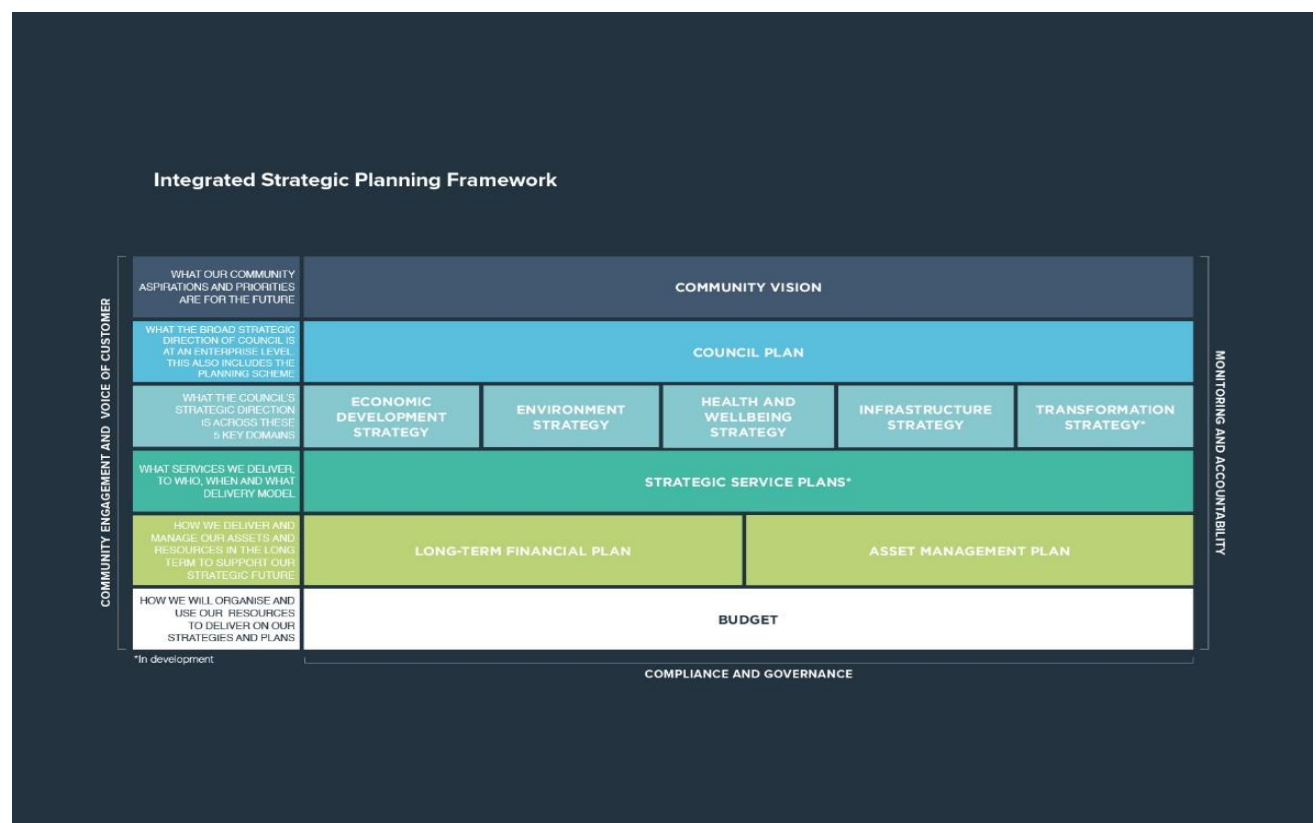 Integrated Strategic Planning Framework
COMMUNITY ENGAGEMENT AND VOICE OF CUSTOMER
WHAT OUR COMMUNITY
ASPIRATIONS AND PRIORITIES
ARE FOR THE FUTURE
COMMUNITY VISION
WHAT THE BROAD STRATEGIC
DIRECTION OF COUNCIL IS
AT AN ENTERPRISE LEVEL.
THIS ALSO INCLUDES THE
PLANNING SCHEME
COUNCIL PLAN
WHAT THE COUNCIL'S
STRATEGIC DIRECTION
IS ACROSS THESE
5 KEY DOMAINS
ECONOMIC
DEVELOPMENT
STRATEGY
ENVIRONMENT
STRATEGY
HEALTH AND
WELLBEING
STRATEGY
INFRASTRUCTURE
STRATEGY
TRANSFORMATION
STRATEGY*
WHAT SERVICES WE DELIVER,
TO WHO, WHEN AND WHAT
DELIVERY MODEL
STRATEGIC SERVICE PLANS*
HOW WE DELIVER AND
MANAGE OUR ASSETS AND
RESOURCES IN THE LONG
TERM TO SUPPORT OUR
STRATEGIC FUTURE
LONG-TERM FINANCIAL PLAN
ASSET MANAGEMENT PLAN
HOW WE WILL ORGANISE AND
USE OUR RESOURCES
TO DELIVER ON OUR
STRATEGIES AND PLANS
BUDGET
MONITORING AND ACCOUNTABILITY
*In development
COMPLIANCE AND GOVERNANCE